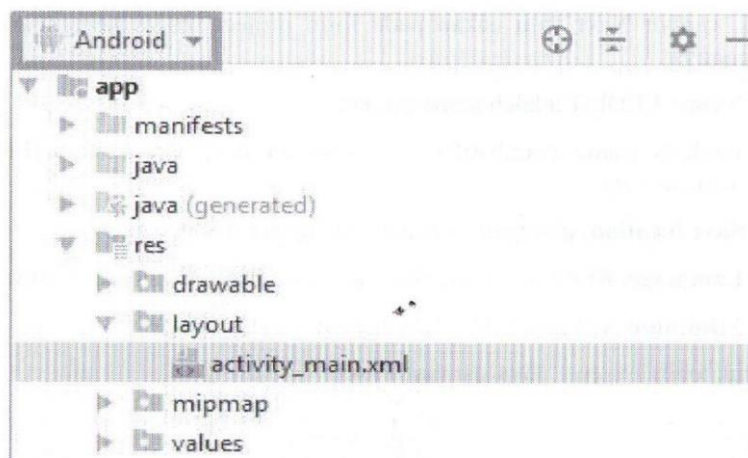 Android
app
manifests
java
java (generated)
res
drawable
layout
activity_main.xml
mipmap
values